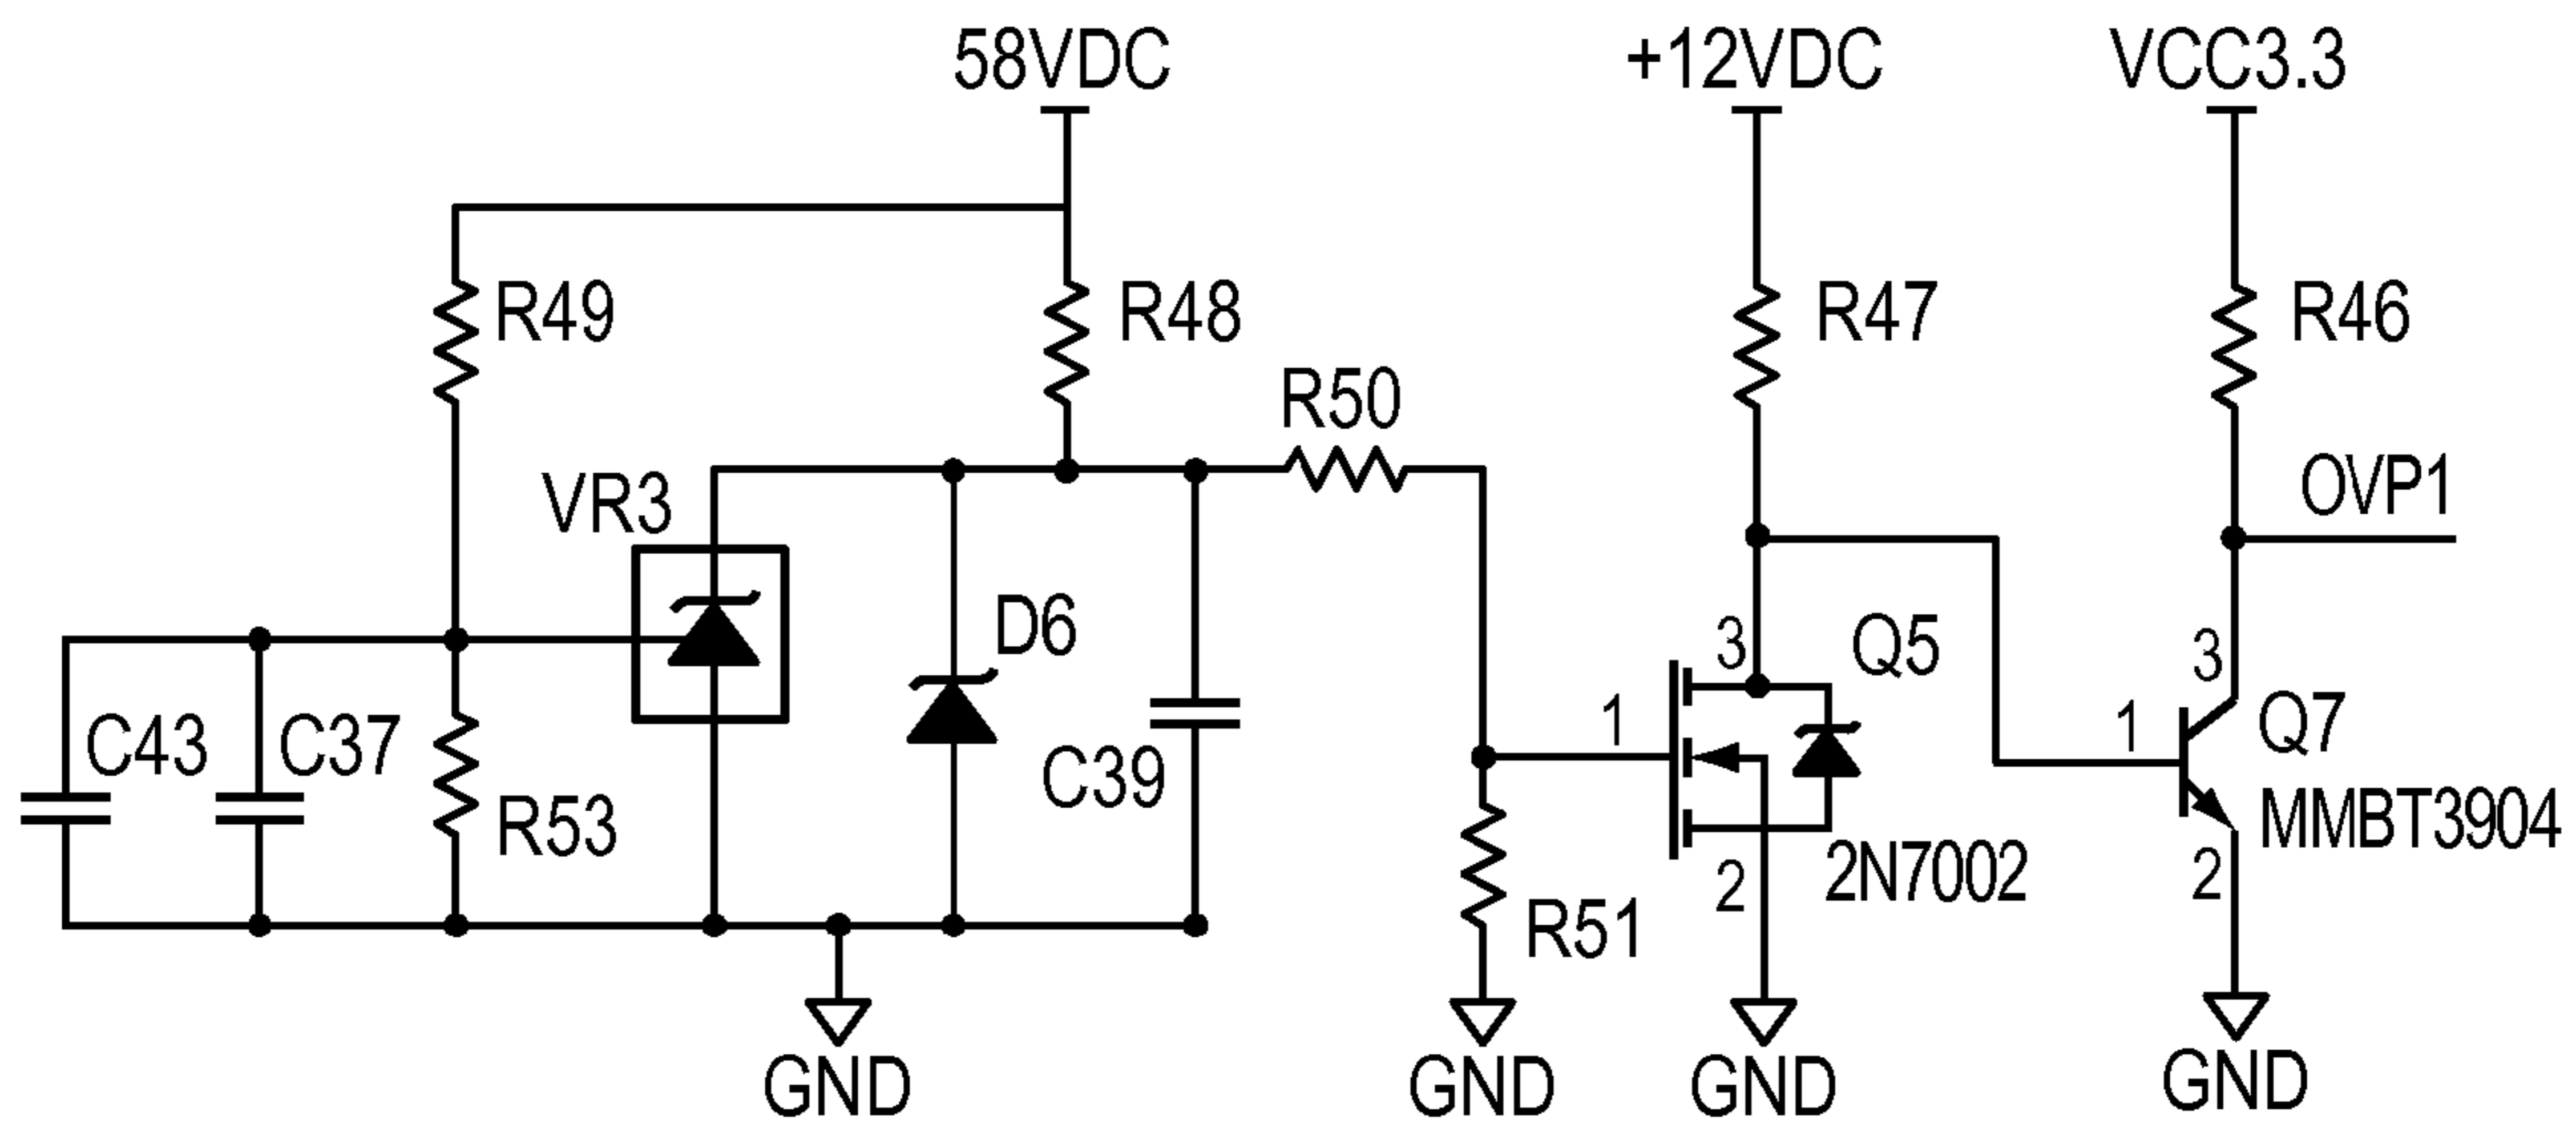 58VDC
+12VDC
VCC3.3
R49
R48
R47
R46
R50
OVP1
VR3
D6
3
Q5
3
1
1
Q7
C43
C37
C39
MMBT3904
R53
2
2N7002
2
R51
GND
GND
GND
GND